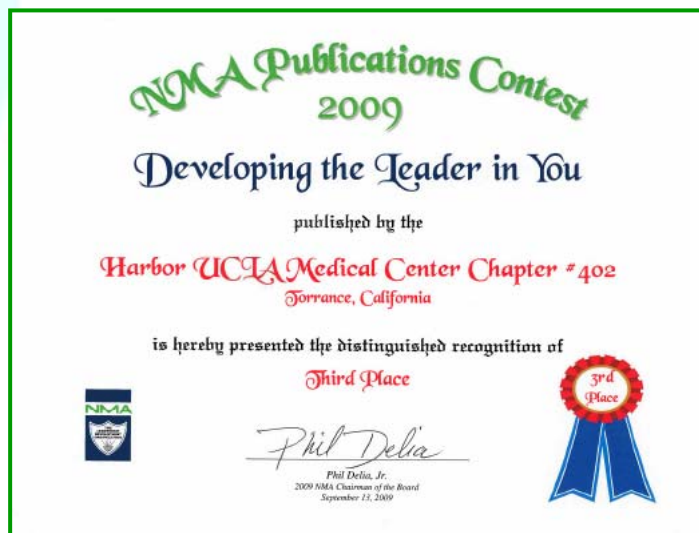 NMA Publications Contest
2009
Developing the Leader in You
published by the
Harbor UCLA Medical Center Chapter #402
Torrance, California
is hereby presented the distinguished recognition of
Third Place
3rd
Place
NMA
Phil Delia
Phil Delia, Jr.
2009 NMA Chairman of the Board
September 13, 2009